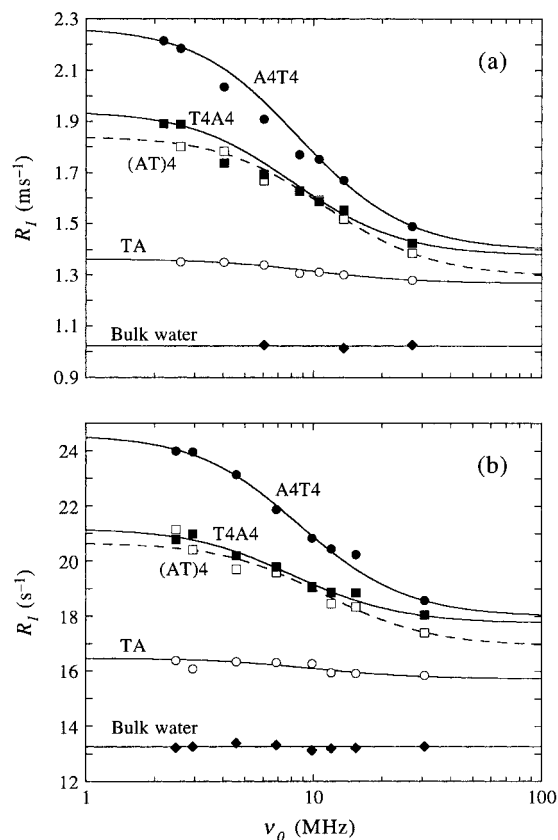 2.3
(a)
A4T4
2.1
1.9
T4A4
(AT)4
1.7
R1 (ms−1)
1.5
TA
1.3
Bulk water
1.1
0.9
(b)
24
A4T4
22
T4A4
(AT)4
20
R1 (s−1)
18
TA
16
Bulk water
14
12
1
10
100
ν0 (MHz)